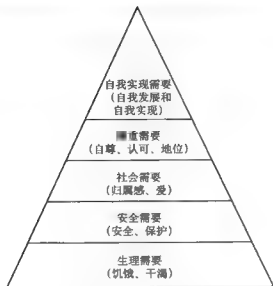 自我实现需要
(自我发展和
自我实现)
重需要
(自尊、认可、地位)
社会需要
(归属感、爱)
安全需要
(安全、保护)
生理需要
(饥饿、干渴)